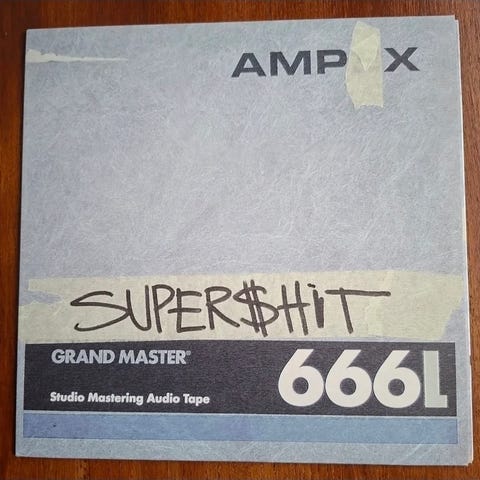 AMP X
SUPER$HiT
GRAND MASTER®
666L
Studio Mastering Audio Tape